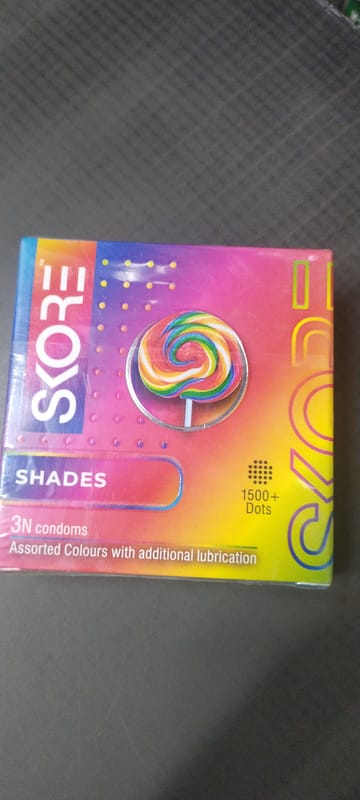 SKORE
SKORE
SHADES
1500+
Dots
3N condoms
Assorted Colours with additional lubrication